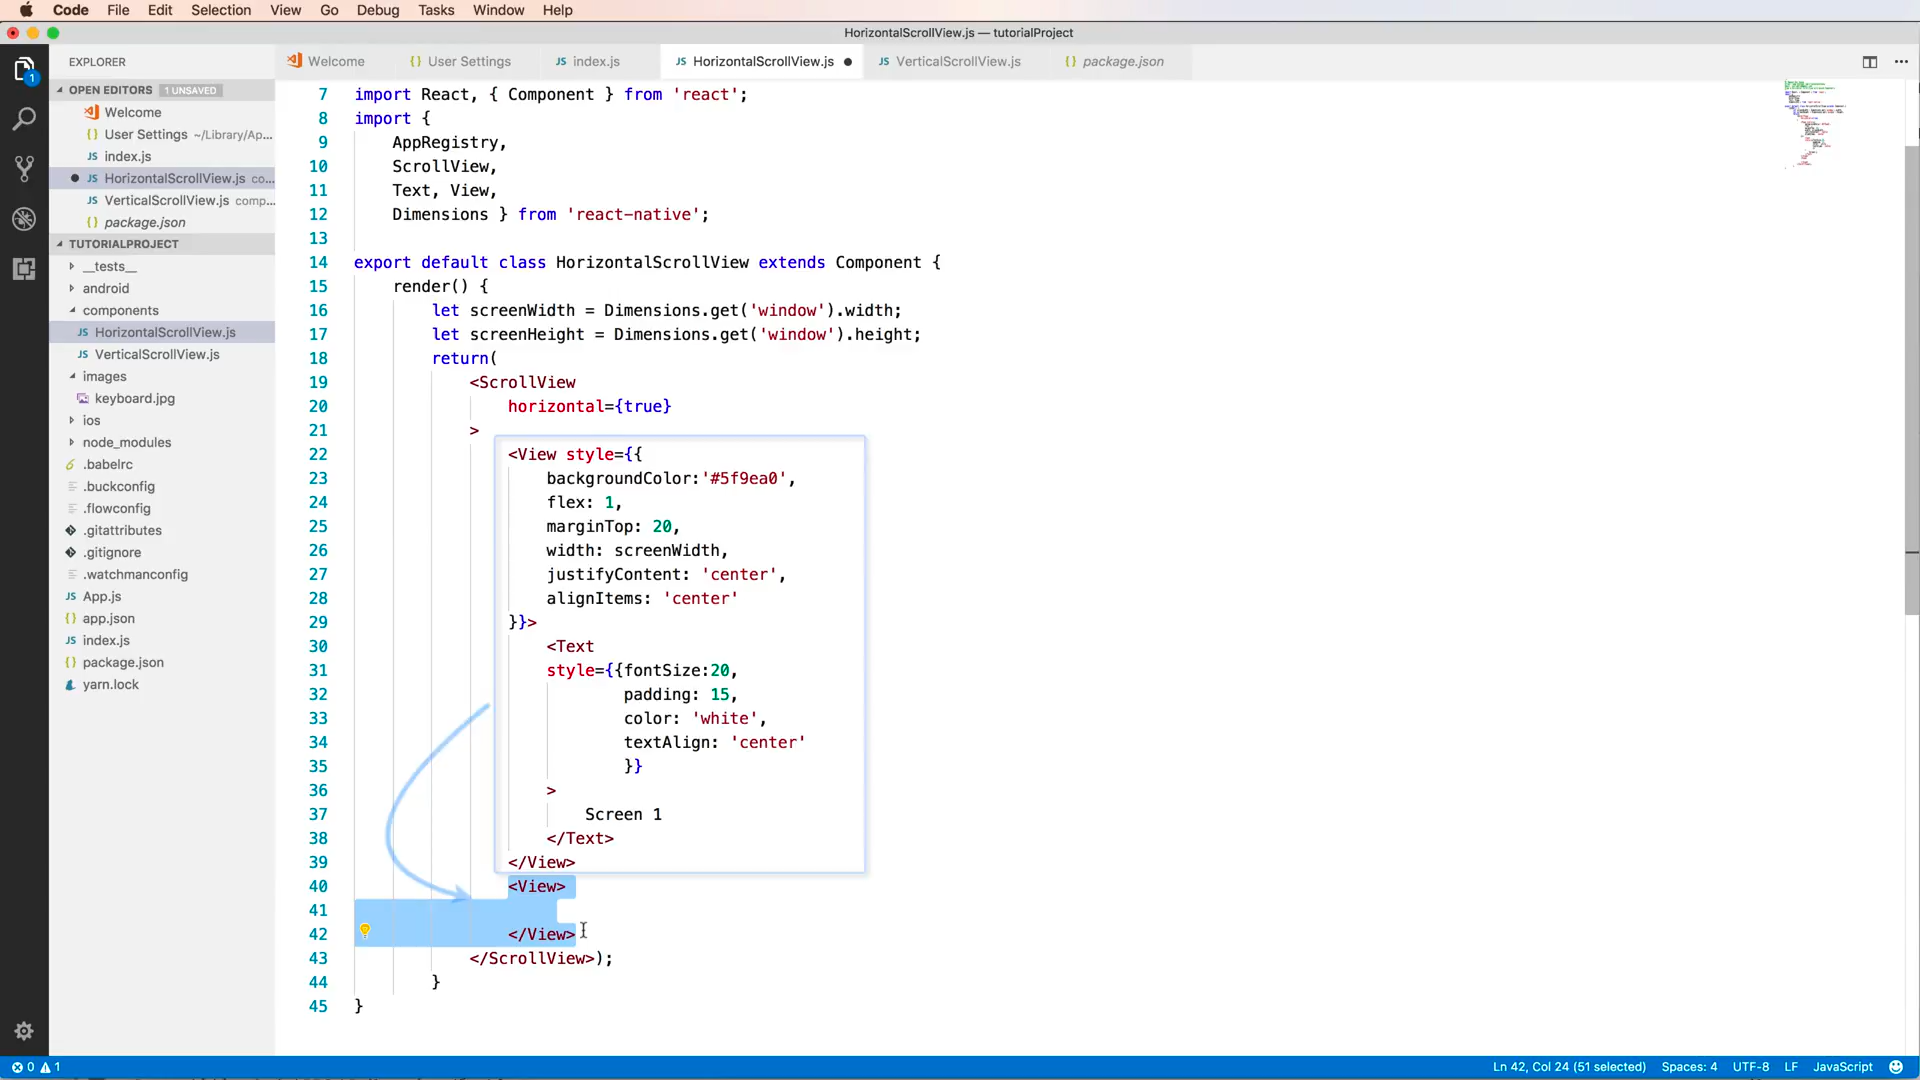 Code File Edit Selection View Go Debug Tasks Window Help
HorizontalScrollView.js — tutorialProject
EXPLORER
Welcome
User Settings
index.js
HorizontalScrollView.js
VerticalScrollView.js
package.json
1
OPEN EDITORS 1 UNSAVED
Welcome
User Settings ~/Library/Ap...
JS index.js
JS HorizontalScrollView.js co...
JS VerticalScrollView.js comp...
{} package.json
TUTORIALPROJECT
__tests__
android
components
JS HorizontalScrollView.js
JS VerticalScrollView.js
images
keyboard.jpg
ios
node_modules
.babelrc
.buckconfig
.flowconfig
.gitattributes
.gitignore
.watchmanconfig
JS App.js
{} app.json
JS index.js
{} package.json
yarn.lock
7 import React, { Component } from 'react';
8 import {
9 AppRegistry,
10 ScrollView,
11 Text, View,
12 Dimensions } from 'react-native';
13
14 export default class HorizontalScrollView extends Component {
15 render() {
16 let screenWidth = Dimensions.get('window').width;
17 let screenHeight = Dimensions.get('window').height;
18 return(
19 <ScrollView
20 horizontal={true}
21 >
22 <View style={{
23 backgroundColor:'#5f9ea0',
24 flex: 1,
25 marginTop: 20,
26 width: screenWidth,
27 justifyContent: 'center',
28 alignItems: 'center'
29 }}>
30 <Text
31 style={{fontSize:20,
32 padding: 15,
33 color: 'white',
34 textAlign: 'center'
35 }}
36 >
37 Screen 1
38 </Text>
39 </View>
40 <View>
41
42 </View>
43 </ScrollView>);
44 }
45 }
0 1
Ln 42, Col 24 (51 selected) Spaces: 4 UTF-8 LF JavaScript